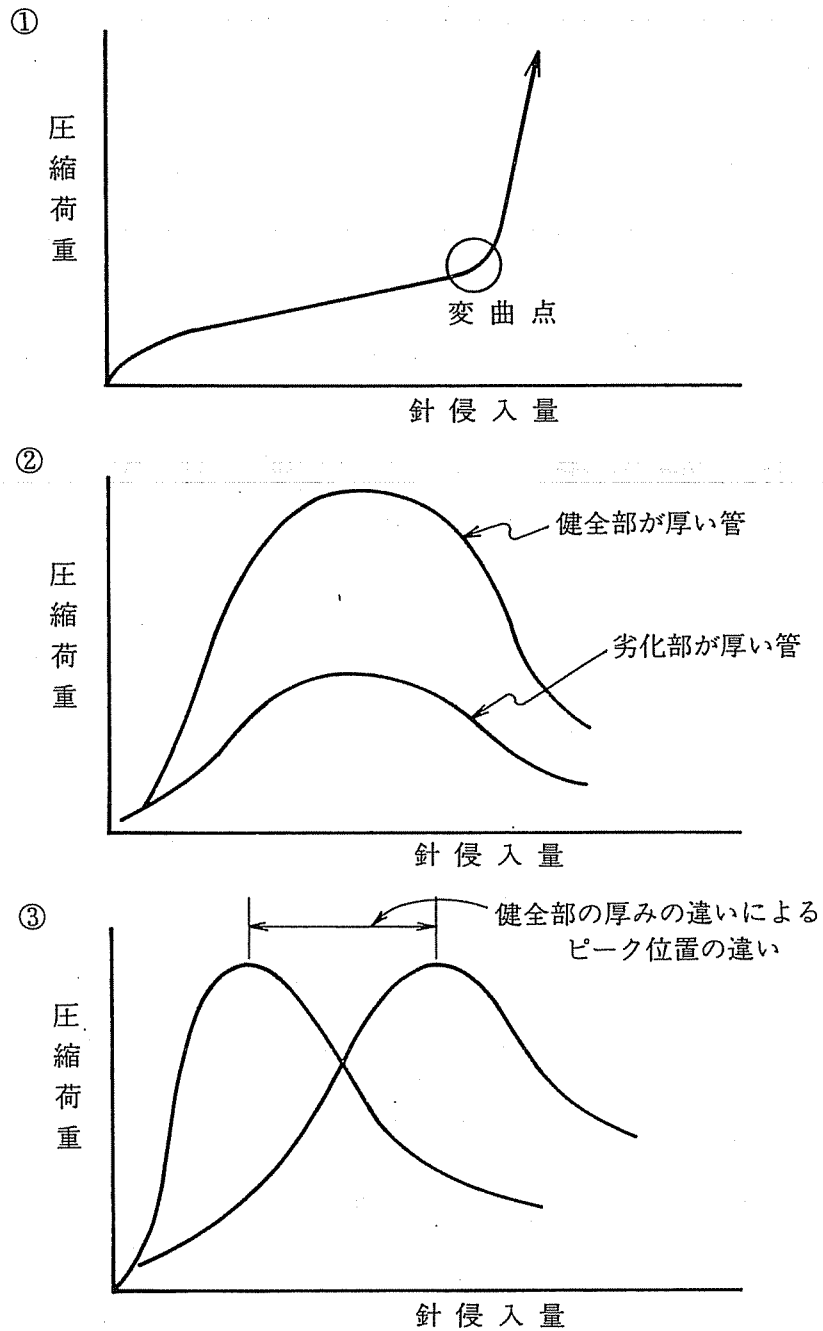 ①
圧縮荷重
変曲点
針侵入量
②
圧縮荷重
健全部が厚い管
劣化部が厚い管
針侵入量
③
圧縮荷重
健全部の厚みの違いによる
ピーク位置の違い
針侵入量